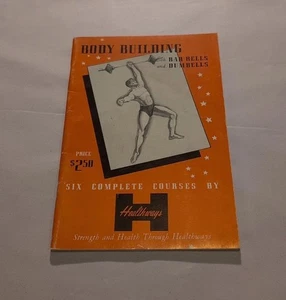 BODY BUILDING
with BAR BELLS
and DUMBELLS
PRICE
$2.50
SIX COMPLETE COURSES BY
H
Healthways
Strength and Health Through Healthways